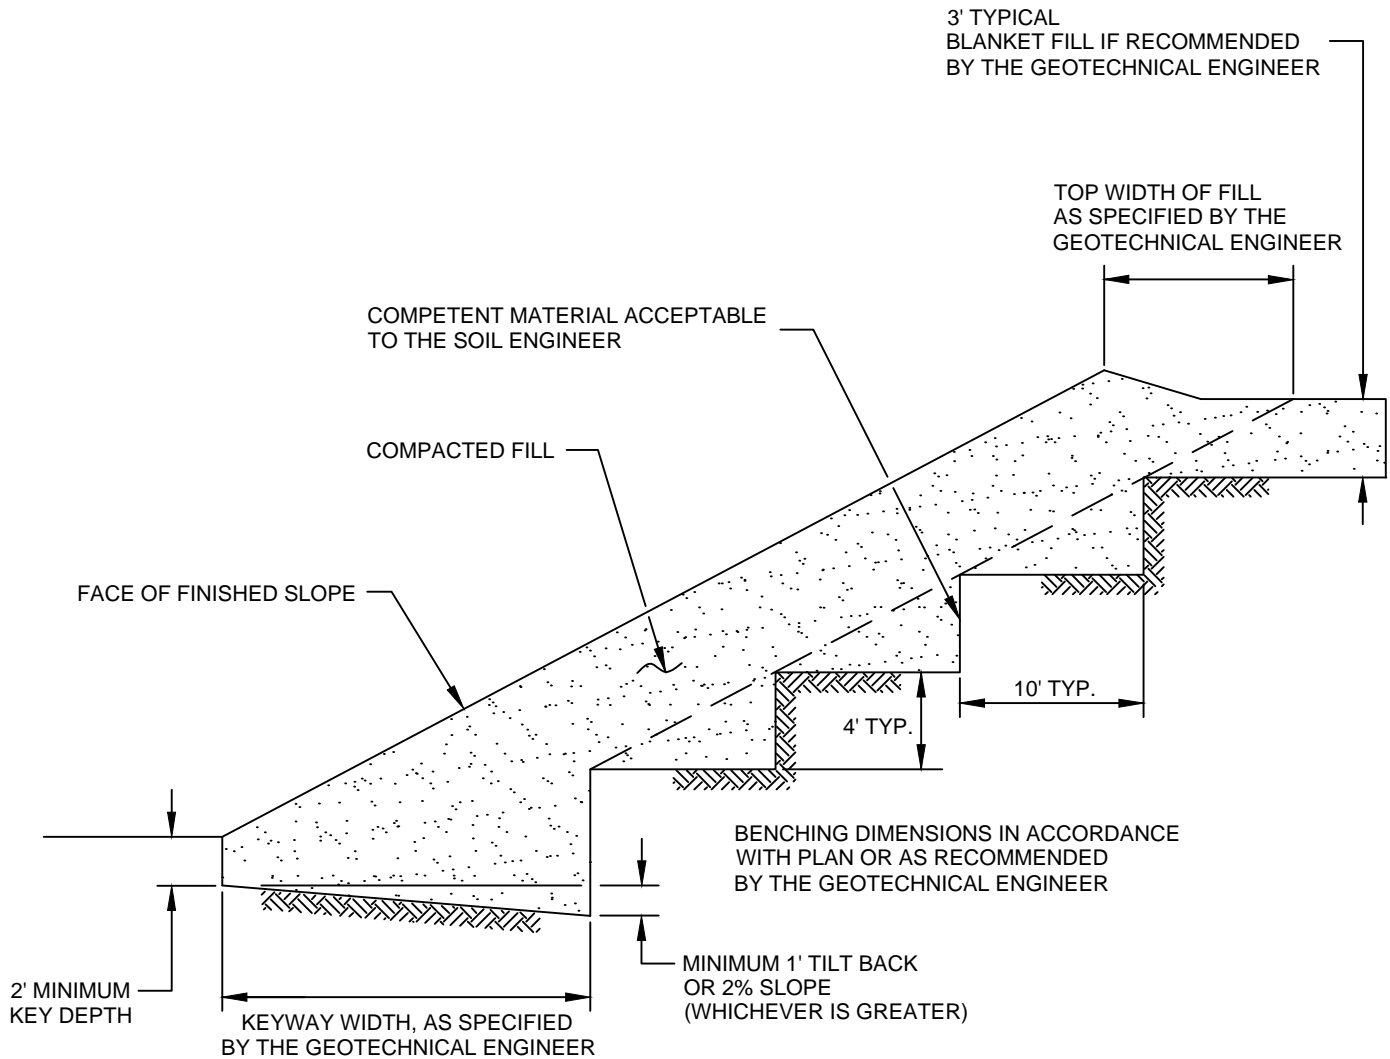 3' TYPICAL
BLANKET FILL IF RECOMMENDED
BY THE GEOTECHNICAL ENGINEER
TOP WIDTH OF FILL
AS SPECIFIED BY THE
GEOTECHNICAL ENGINEER
COMPETENT MATERIAL ACCEPTABLE
TO THE SOIL ENGINEER
COMPACTED FILL
FACE OF FINISHED SLOPE
10' TYP.
4' TYP.
BENCHING DIMENSIONS IN ACCORDANCE
WITH PLAN OR AS RECOMMENDED
BY THE GEOTECHNICAL ENGINEER
MINIMUM 1' TILT BACK
OR 2% SLOPE
(WHICHEVER IS GREATER)
2' MINIMUM
KEY DEPTH
KEYWAY WIDTH, AS SPECIFIED
BY THE GEOTECHNICAL ENGINEER